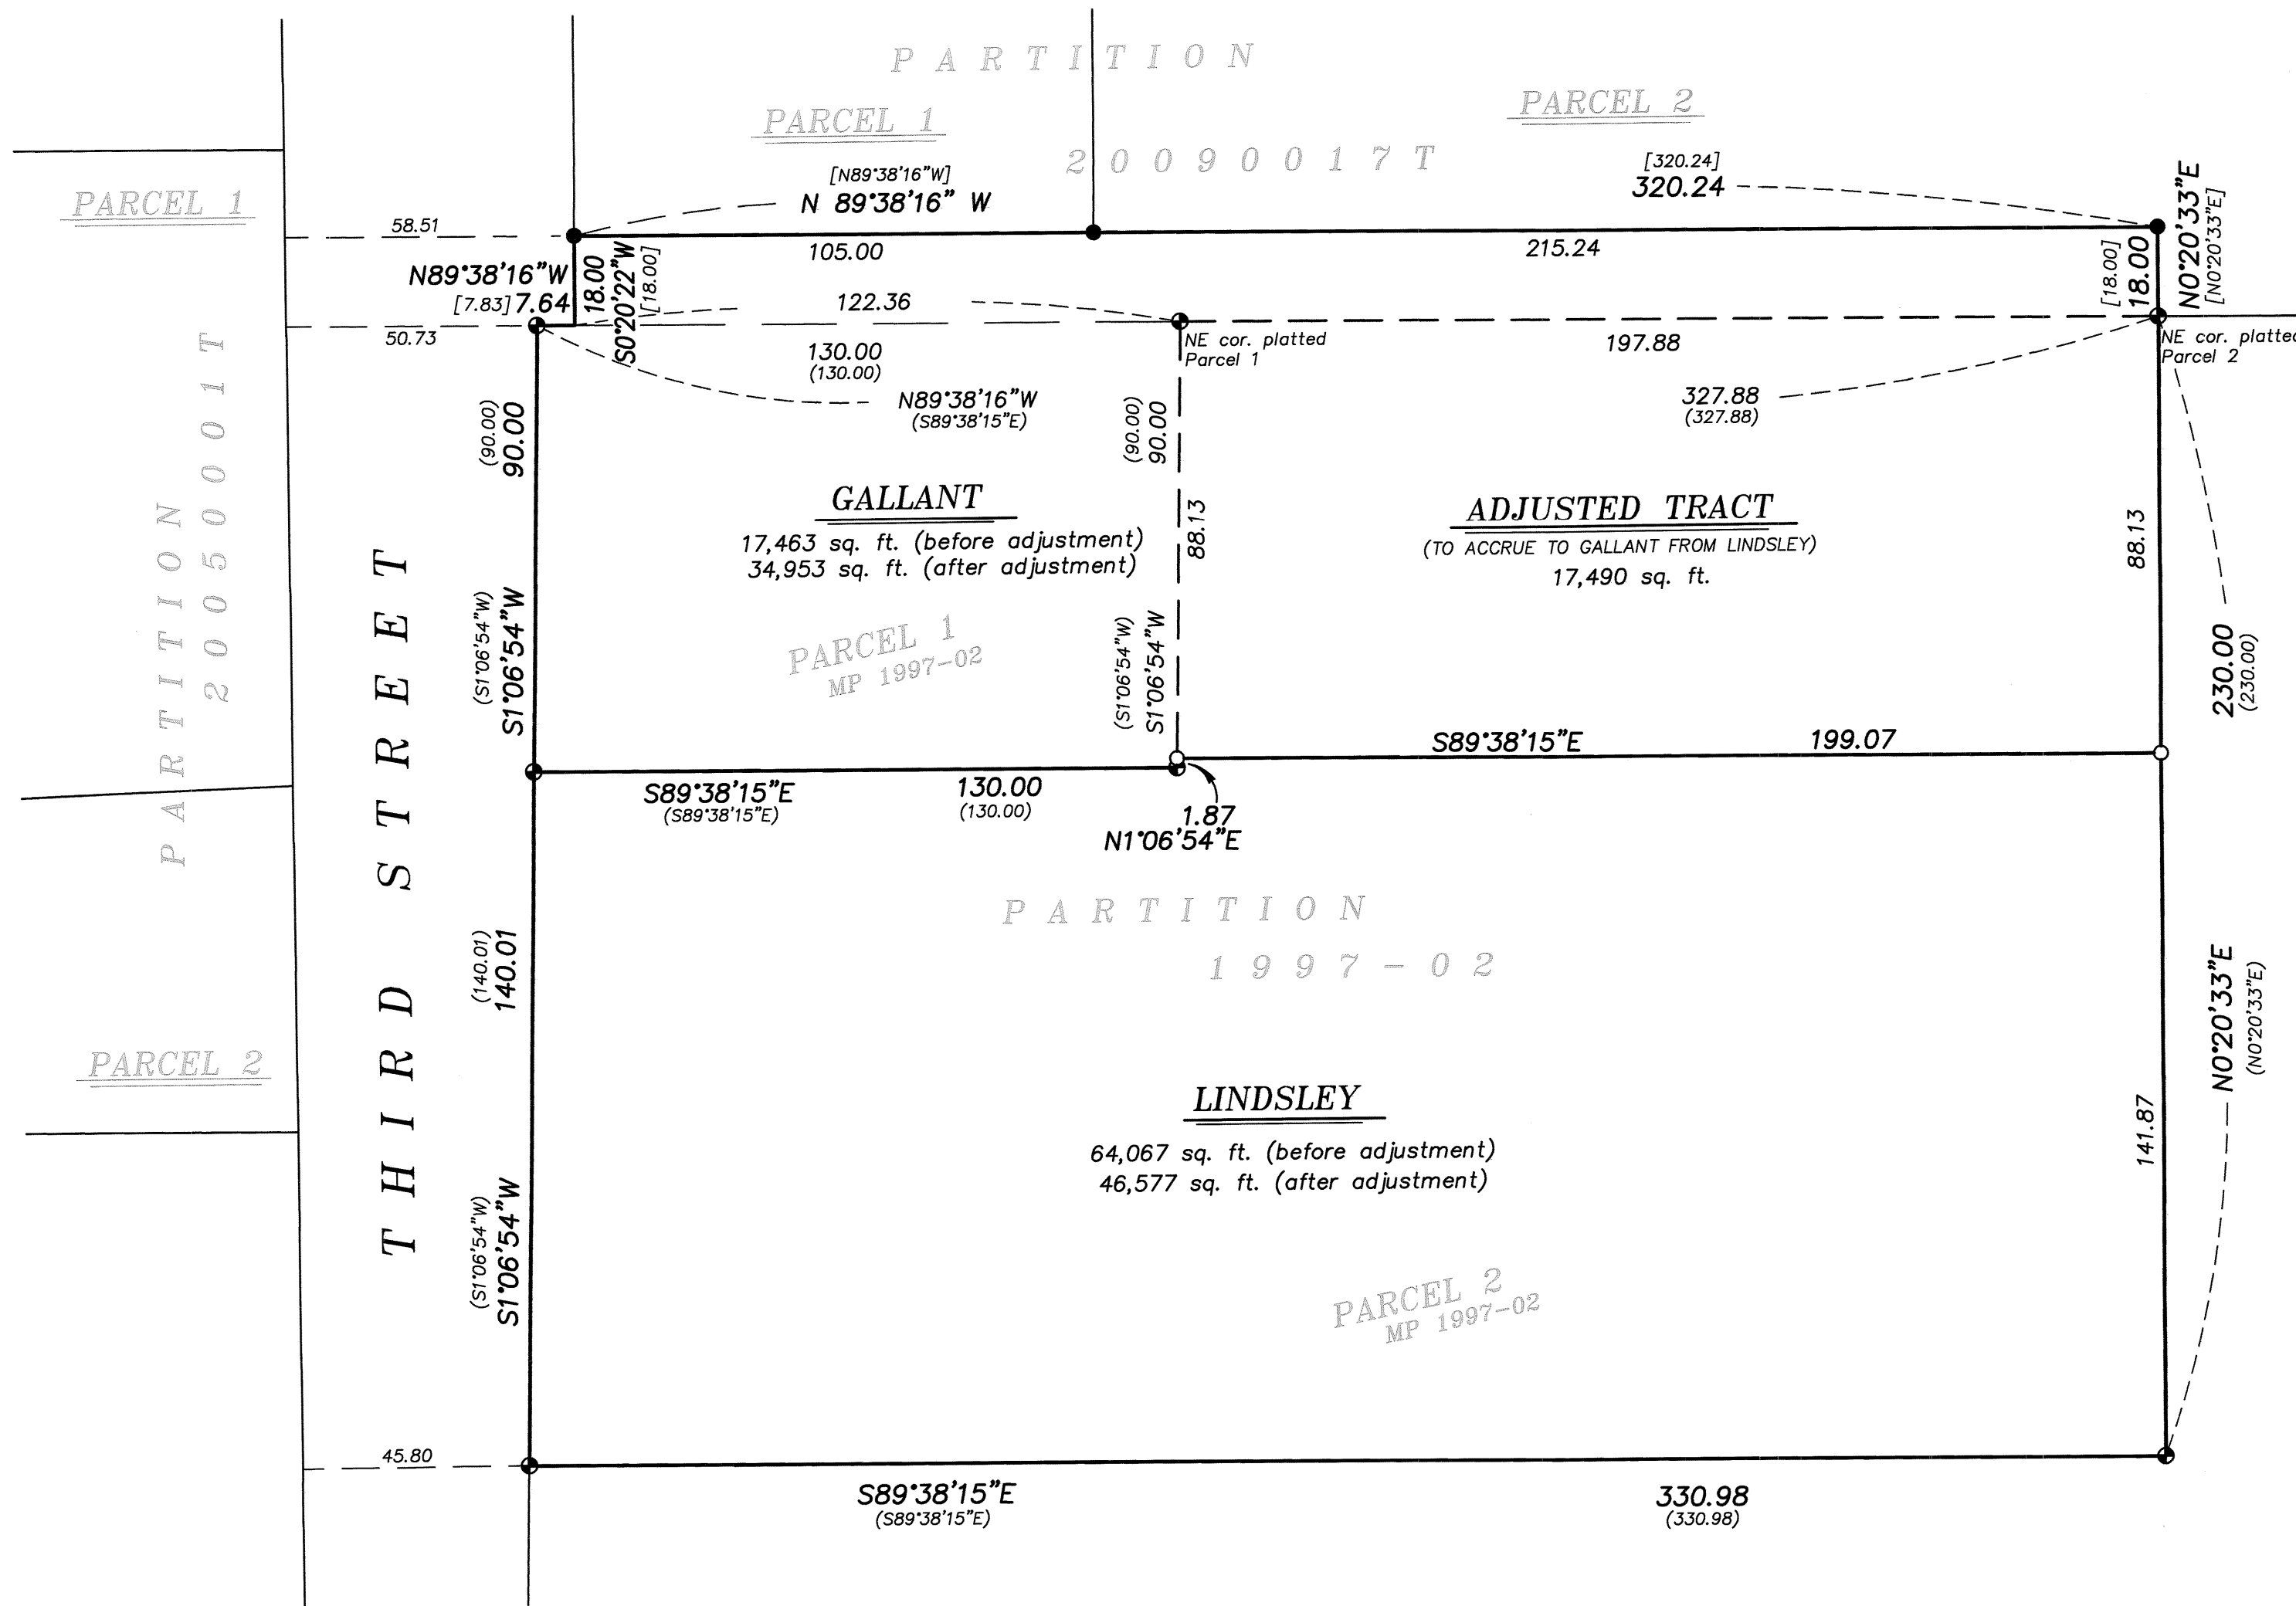 PARTITION
PARCEL 1
PARCEL 2
20090017T
[N89°38'16"W]
N 89°38'16" W
[320.24]
320.24
N0°20'33"E
[N0°20'33"E]
PARCEL 1
58.51
105.00
215.24
N89°38'16"W
[7.83] 7.64
18.00
S0°20'22"W
[18.00]
[18.00]
18.00
122.36
50.73
130.00
(130.00)
NE cor. platted
Parcel 1
197.88
NE cor. platted
Parcel 2
N89°38'16"W
(S89°38'15"E)
327.88
(327.88)
(90.00)
90.00
(90.00)
90.00
GALLANT
17,463 sq. ft. (before adjustment)
34,953 sq. ft. (after adjustment)
88.13
ADJUSTED TRACT
(TO ACCRUE TO GALLANT FROM LINDSLEY)
17,490 sq. ft.
88.13
PARTITION
20050001T
THIRD STREET
(S1°06'54"W)
S1°06'54"W
PARCEL 1
MP 1997-02
(S1°06'54"W)
S1°06'54"W
230.00
(230.00)
S89°38'15"E
199.07
S89°38'15"E
(S89°38'15"E)
130.00
(130.00)
1.87
N1°06'54"E
PARTITION
1997-02
(140.01)
140.01
N0°20'33"E
(N0°20'33"E)
PARCEL 2
LINDSLEY
64,067 sq. ft. (before adjustment)
46,577 sq. ft. (after adjustment)
141.87
(S1°06'54"W)
S1°06'54"W
PARCEL 2
MP 1997-02
45.80
S89°38'15"E
(S89°38'15"E)
330.98
(330.98)